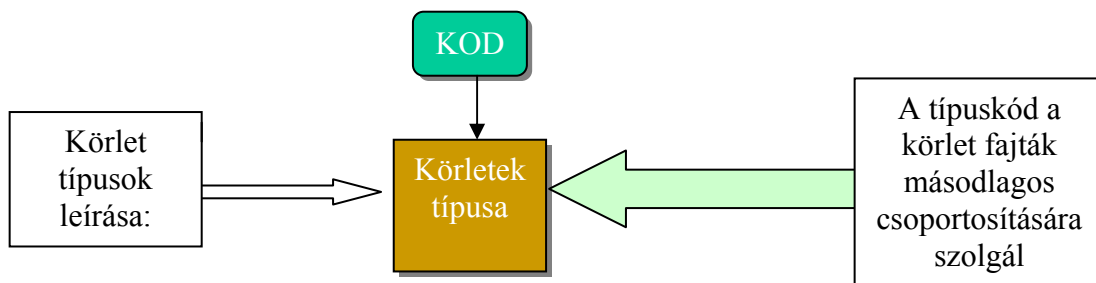 KOD
Körlet
típusok
leírása:
Körletek
típusa
A típuskód a
körlet fajták
másodlagos
csoportosítására
szolgál